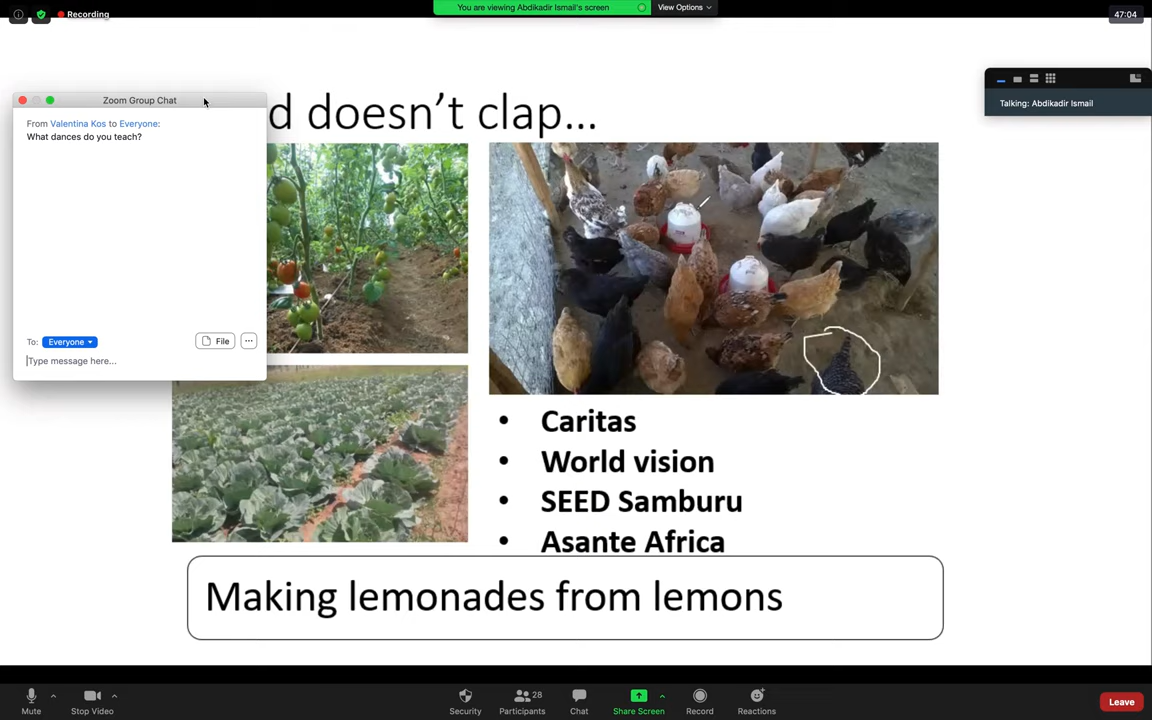 Recording
You are viewing Abdikadir Ismail's screen
View Options
47:04
Zoom Group Chat
d doesn't clap...
Talking: Abdikadir Ismail
From Valentina Kos to Everyone:
What dances do you teach?
To: Everyone
File
Type message here...
• Caritas
• World vision
• SEED Samburu
• Asante Africa
Making lemonades from lemons
Mute
Stop Video
Security
Participants 28
Chat
Share Screen
Record
Reactions
Leave